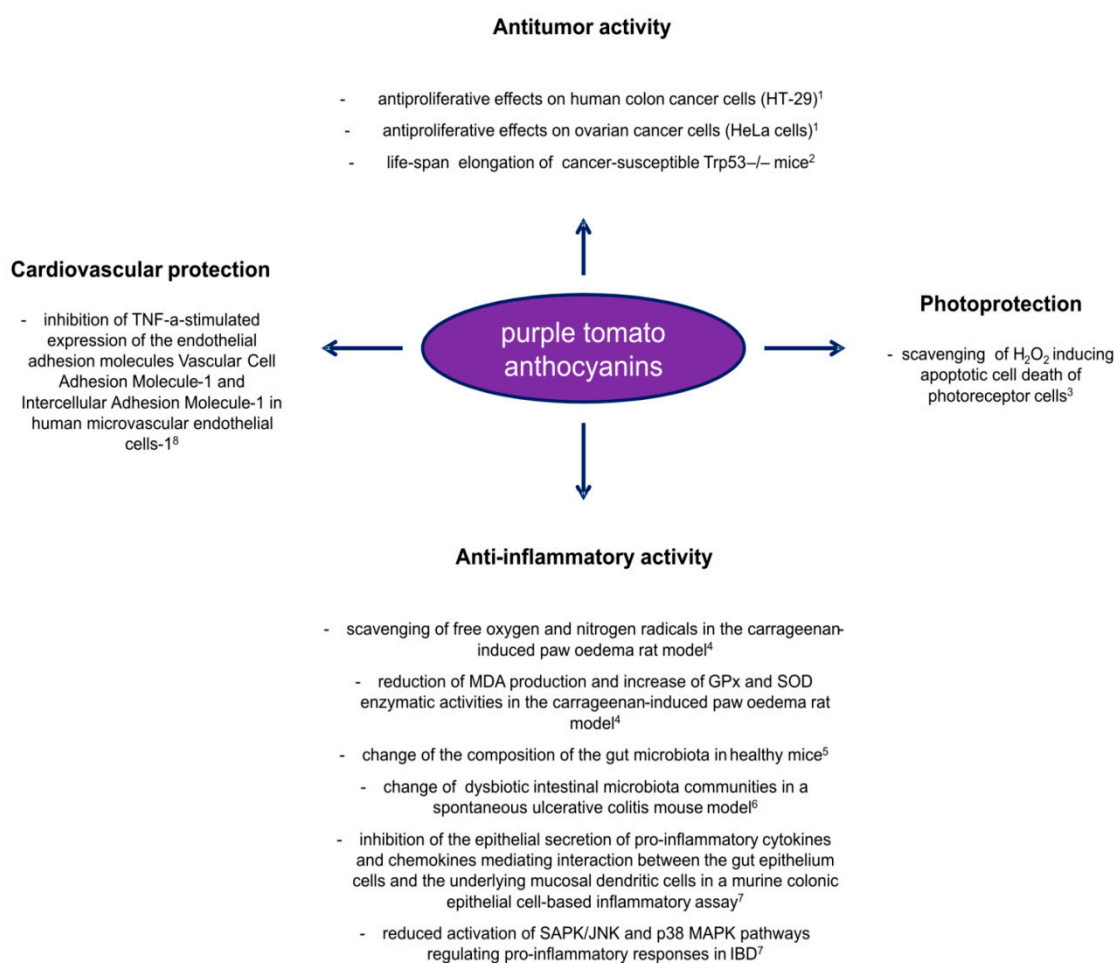 Antitumor activity
- antiproliferative effects on human colon cancer cells (HT-29)¹
- antiproliferative effects on ovarian cancer cells (HeLa cells)¹
- life-span elongation of cancer-susceptible Trp53–/– mice²
Cardiovascular protection
- inhibition of TNF-a-stimulated
expression of the endothelial
adhesion molecules Vascular Cell
Adhesion Molecule-1 and
Intercellular Adhesion Molecule-1 in
human microvascular endothelial
cells-1⁸
purple tomato
anthocyanins
Photoprotection
- scavenging of H₂O₂ inducing
apoptotic cell death of
photoreceptor cells³
Anti-inflammatory activity
- scavenging of free oxygen and nitrogen radicals in the carrageenan-
induced paw oedema rat model⁴
- reduction of MDA production and increase of GPx and SOD
enzymatic activities in the carrageenan-induced paw oedema rat
model⁴
- change of the composition of the gut microbiota in healthy mice⁵
- change of dysbiotic intestinal microbiota communities in a
spontaneous ulcerative colitis mouse model⁶
- inhibition of the epithelial secretion of pro-inflammatory cytokines
and chemokines mediating interaction between the gut epithelium
cells and the underlying mucosal dendritic cells in a murine colonic
epithelial cell-based inflammatory assay⁷
- reduced activation of SAPK/JNK and p38 MAPK pathways
regulating pro-inflammatory responses in IBD⁷